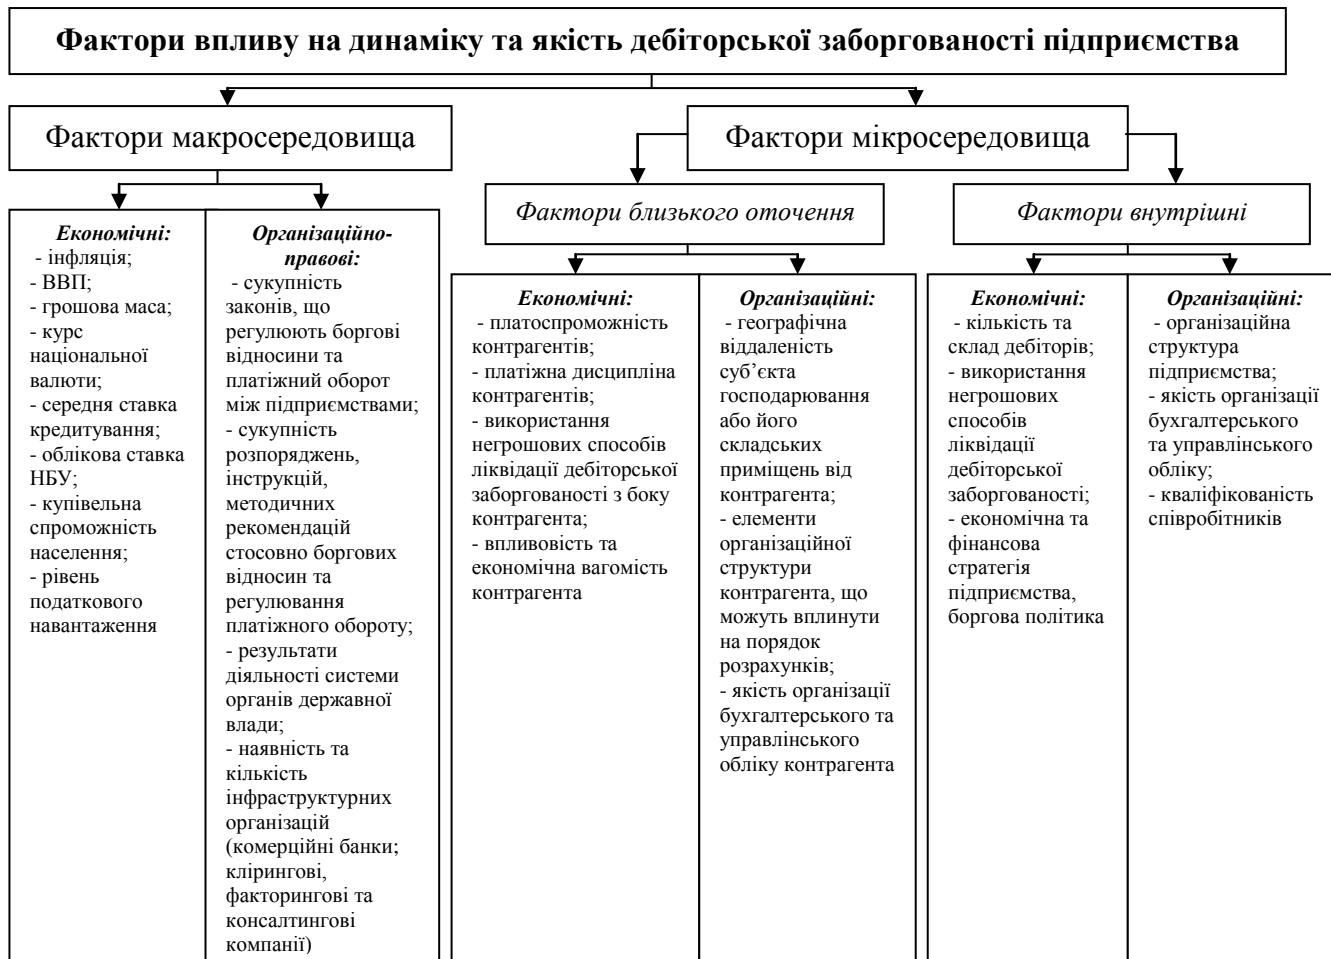 Фактори впливу на динаміку та якість дебіторської заборгованості підприємства
Фактори макросередовища
Фактори мікросередовища
Фактори близького оточення
Фактори внутрішні
Економічні:
- інфляція;
- ВВП;
- грошова маса;
- курс
національної
валюти;
- середня ставка
кредитування;
- облікова ставка
НБУ;
- купівельна
спроможність
населення;
- рівень
податкового
навантаження
Організаційно-
правові:
- сукупність
законів, що
регулюють боргові
відносини та
платіжний оборот
між підприємствами;
- сукупність
розпоряджень,
інструкцій,
методичних
рекомендацій
стосовно боргових
відносин та
регулювання
платіжного обороту;
- результати
діяльності системи
органів державної
влади;
- наявність та
кількість
інфраструктурних
організацій
(комерційні банки;
клірингові,
факторингові та
консалтингові
компанії)
Економічні:
- платоспроможність
контрагентів;
- платіжна дисципліна
контрагентів;
- використання
негрошових способів
ліквідації дебіторської
заборгованості з боку
контрагента;
- впливовість та
економічна вагомість
контрагента
Організаційні:
- географічна
віддаленість
суб’єкта
господарювання
або його
складських
приміщень від
контрагента;
- елементи
організаційної
структури
контрагента, що
можуть вплинути
на порядок
розрахунків;
- якість організації
бухгалтерського та
управлінського
обліку контрагента
Економічні:
- кількість та
склад дебіторів;
- використання
негрошових
способів
ліквідації
дебіторської
заборгованості;
- економічна та
фінансова
стратегія
підприємства,
боргова політика
Організаційні:
- організаційна
структура
підприємства;
- якість організації
бухгалтерського
та управлінського
обліку;
- кваліфікованість
співробітників